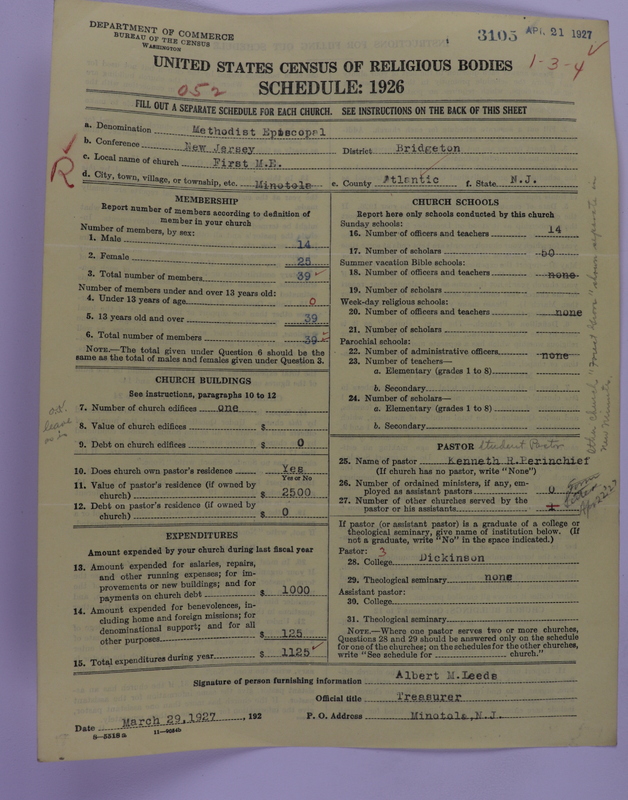 DEPARTMENT OF COMMERCE
BUREAU OF THE CENSUS
WASHINGTON
3105 APR 21 1927
1-3-4
UNITED STATES CENSUS OF RELIGIOUS BODIES
052
SCHEDULE: 1926
FILL OUT A SEPARATE SCHEDULE FOR EACH CHURCH. SEE INSTRUCTIONS ON THE BACK OF THIS SHEET
R
a. Denomination Methodist Episcopal
b. Conference New Jersey District Bridgeton
c. Local name of church First M.E.
d. City, town, village, or township, etc. Minotola e. County Atlantic f. State N.J.
MEMBERSHIP
Report number of members according to definition of
member in your church
Number of members, by sex:
1. Male 14
2. Female 25
3. Total number of members 39
Number of members under and over 13 years old:
4. Under 13 years of age 0
5. 13 years old and over 39
6. Total number of members 39
NOTE.—The total given under Question 6 should be the
same as the total of males and females given under Question 3.
CHURCH BUILDINGS
See instructions, paragraphs 10 to 12
7. Number of church edifices one
8. Value of church edifices $
9. Debt on church edifices $ 0
10. Does church own pastor's residence Yes
Yes or No
11. Value of pastor's residence (if owned by
church) $ 2500
12. Debt on pastor's residence (if owned by
church) $ 0
EXPENDITURES
Amount expended by your church during last fiscal year
13. Amount expended for salaries, repairs,
and other running expenses; for im-
provements or new buildings; and for
payments on church debt $ 1000
14. Amount expended for benevolences, in-
cluding home and foreign missions; for
denominational support; and for all
other purposes $ 125
15. Total expenditures during year $ 1125
CHURCH SCHOOLS
Report here only schools conducted by this church
Sunday schools:
16. Number of officers and teachers 14
17. Number of scholars 50
Summer vacation Bible schools:
18. Number of officers and teachers none
19. Number of scholars
Week-day religious schools:
20. Number of officers and teachers none
21. Number of scholars
Parochial schools:
22. Number of administrative officers none
23. Number of teachers—
a. Elementary (grades 1 to 8)
b. Secondary
24. Number of scholars—
a. Elementary (grades 1 to 8)
b. Secondary
PASTOR Student Pastor
25. Name of pastor Kenneth R.Perinchief
(If church has no pastor, write "None")
26. Number of ordained ministers, if any, em-
ployed as assistant pastors 0
27. Number of other churches served by the
pastor or his assistants 1
If pastor (or assistant pastor) is a graduate of a college or
theological seminary, give name of institution below. (If
not a graduate, write "No" in the space indicated.)
Pastor: 3
28. College Dickinson
29. Theological seminary none
Assistant pastor:
30. College
31. Theological seminary
NOTE.—Where one pastor serves two or more churches,
Questions 28 and 29 should be answered only on the schedule
for one of the churches; on the schedules for the other churches,
write "See schedule for church."
Signature of person furnishing information Albert M.Leeds
Official title Treasurer
Date March 29,1927, 192 P. O. Address Minotola,N.J.
8-5518a